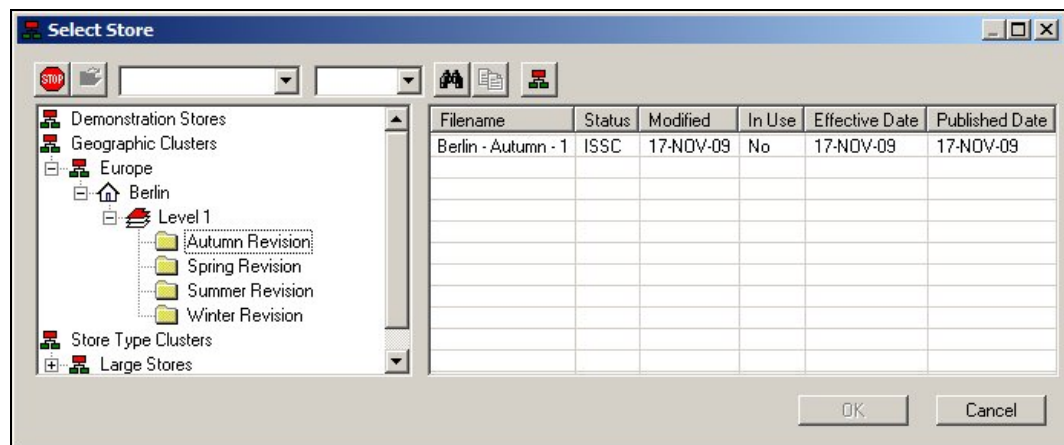 Select Store
STOP
Demonstration Stores
Geographic Clusters
Europe
Berlin
Level 1
Autumn Revision
Spring Revision
Summer Revision
Winter Revision
Store Type Clusters
Large Stores
Filename Status Modified In Use Effective Date Published Date
Berlin - Autumn - 1 ISSC 17-NOV-09 No 17-NOV-09 17-NOV-09
OK Cancel